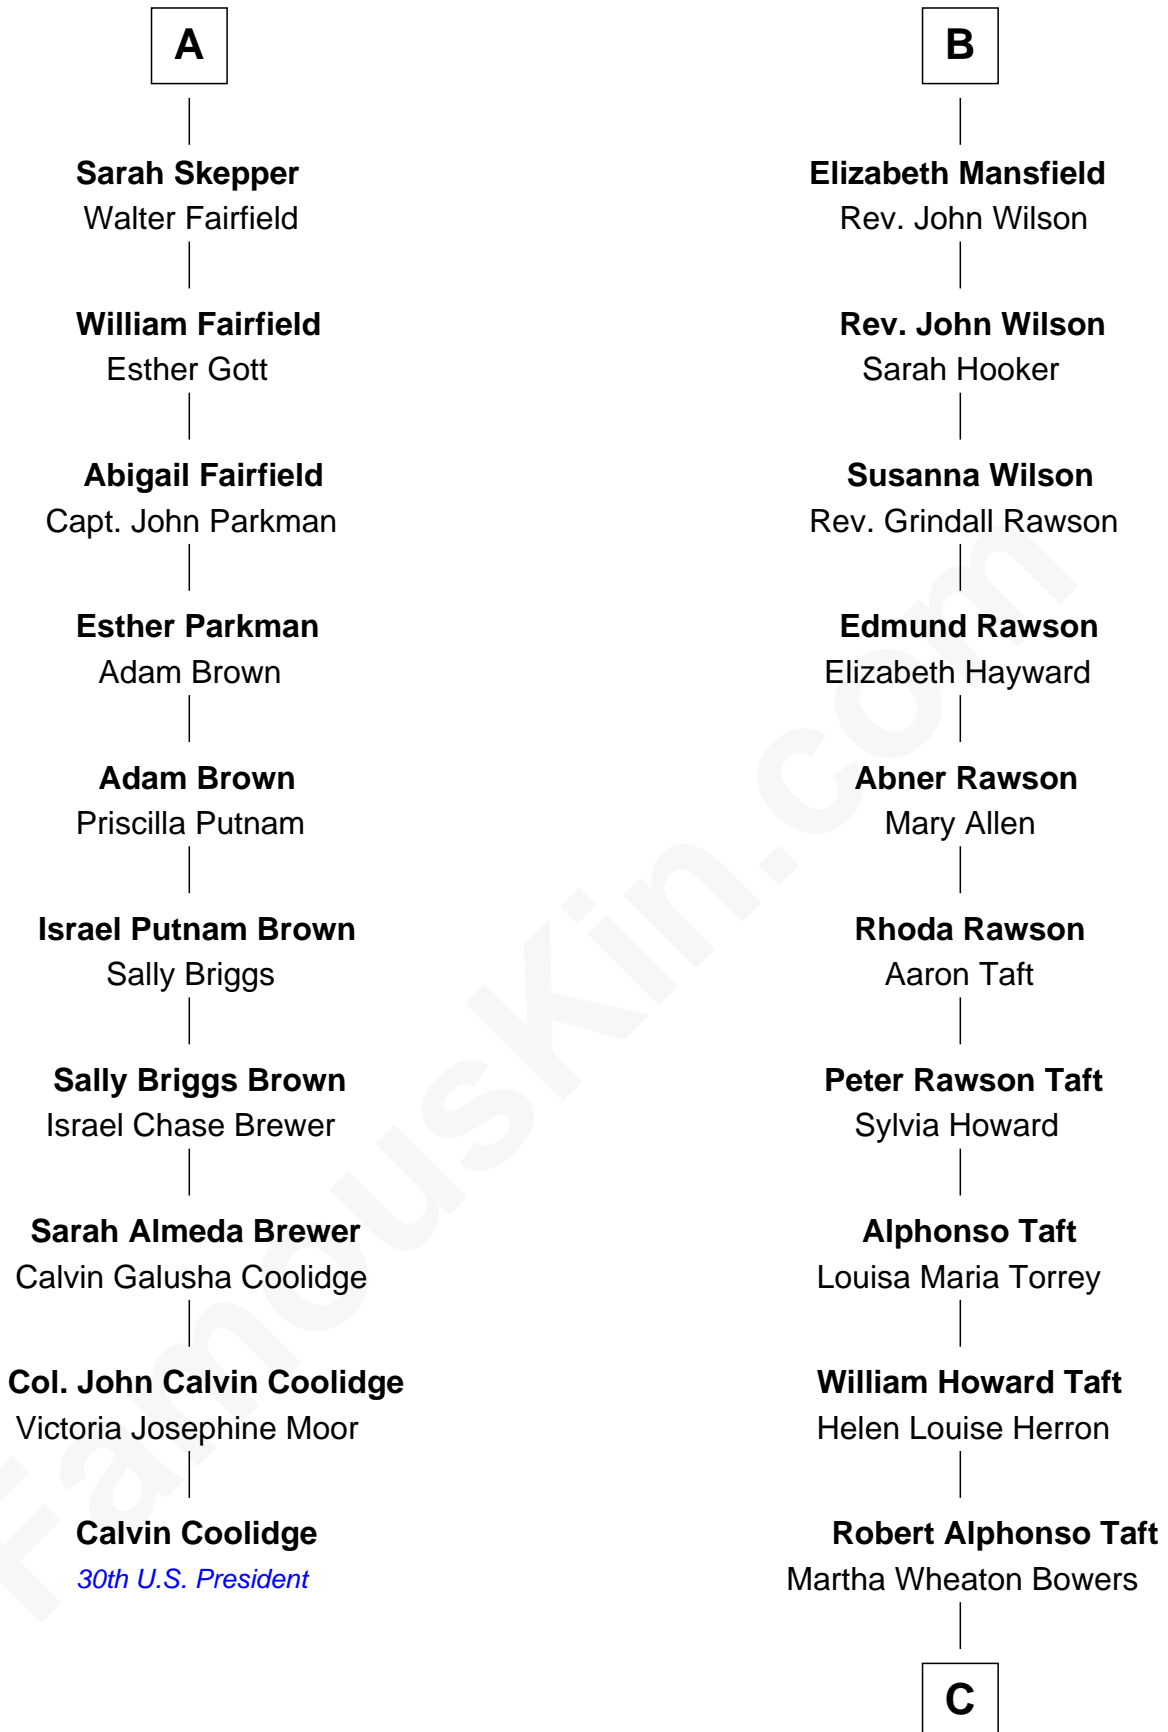 A
Sarah Skepper
Walter Fairfield
William Fairfield
Esther Gott
Abigail Fairfield
Capt. John Parkman
Esther Parkman
Adam Brown
Adam Brown
Priscilla Putnam
Israel Putnam Brown
Sally Briggs
Sally Briggs Brown
Israel Chase Brewer
Sarah Almeda Brewer
Calvin Galusha Coolidge
Col. John Calvin Coolidge
Victoria Josephine Moor
Calvin Coolidge
30th U.S. President
B
Elizabeth Mansfield
Rev. John Wilson
Rev. John Wilson
Sarah Hooker
Susanna Wilson
Rev. Grindall Rawson
Edmund Rawson
Elizabeth Hayward
Abner Rawson
Mary Allen
Rhoda Rawson
Aaron Taft
Peter Rawson Taft
Sylvia Howard
Alphonso Taft
Louisa Maria Torrey
William Howard Taft
Helen Louise Herron
Robert Alphonso Taft
Martha Wheaton Bowers
C
FamousKin.com